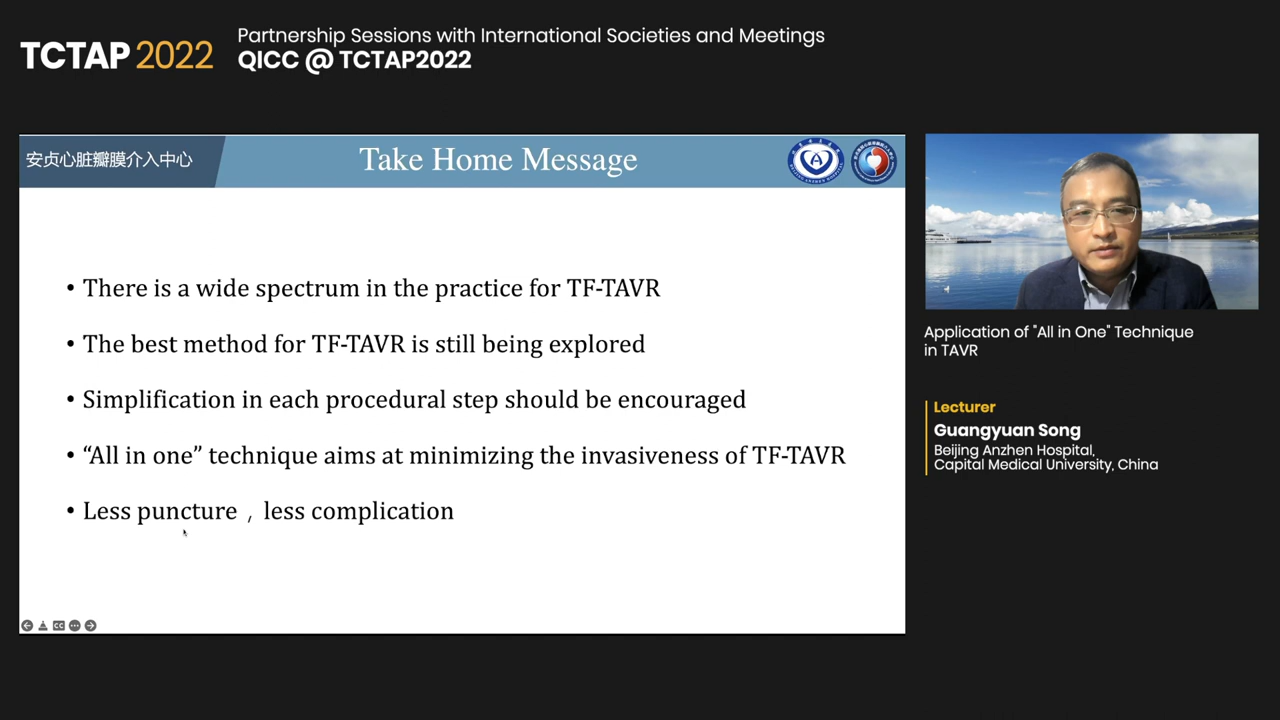 TCTAP 2022
Partnership Sessions with International Societies and Meetings
QICC @ TCTAP2022
安贞心脏瓣膜介入中心
Take Home Message
• There is a wide spectrum in the practice for TF-TAVR
• The best method for TF-TAVR is still being explored
• Simplification in each procedural step should be encouraged
• “All in one” technique aims at minimizing the invasiveness of TF-TAVR
• Less puncture，less complication
Application of "All in One" Technique
in TAVR
Lecturer
Guangyuan Song
Beijing Anzhen Hospital,
Capital Medical University, China